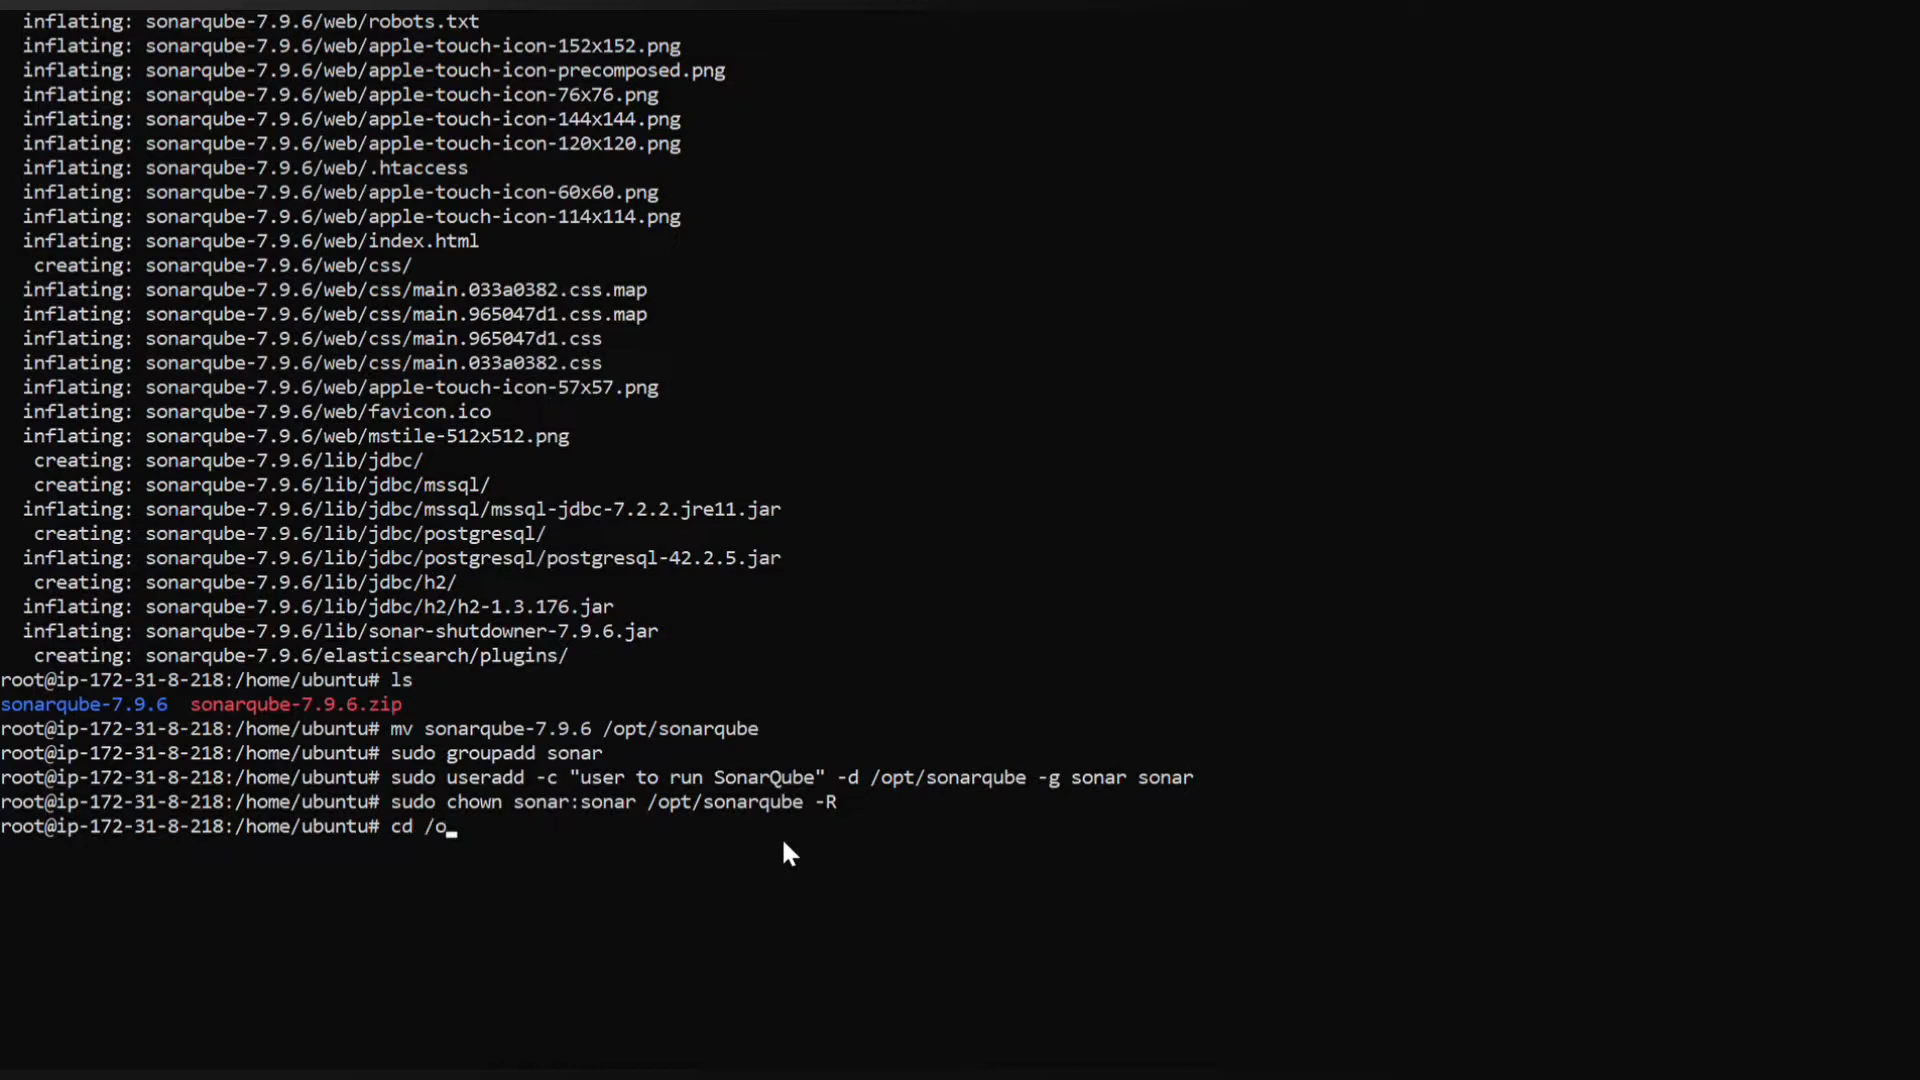 inflating: sonarqube-7.9.6/web/robots.txt
inflating: sonarqube-7.9.6/web/apple-touch-icon-152x152.png
inflating: sonarqube-7.9.6/web/apple-touch-icon-precomposed.png
inflating: sonarqube-7.9.6/web/apple-touch-icon-76x76.png
inflating: sonarqube-7.9.6/web/apple-touch-icon-144x144.png
inflating: sonarqube-7.9.6/web/apple-touch-icon-120x120.png
inflating: sonarqube-7.9.6/web/.htaccess
inflating: sonarqube-7.9.6/web/apple-touch-icon-60x60.png
inflating: sonarqube-7.9.6/web/apple-touch-icon-114x114.png
inflating: sonarqube-7.9.6/web/index.html
creating: sonarqube-7.9.6/web/css/
inflating: sonarqube-7.9.6/web/css/main.033a0382.css.map
inflating: sonarqube-7.9.6/web/css/main.965047d1.css.map
inflating: sonarqube-7.9.6/web/css/main.965047d1.css
inflating: sonarqube-7.9.6/web/css/main.033a0382.css
inflating: sonarqube-7.9.6/web/apple-touch-icon-57x57.png
inflating: sonarqube-7.9.6/web/favicon.ico
inflating: sonarqube-7.9.6/web/mstile-512x512.png
creating: sonarqube-7.9.6/lib/jdbc/
creating: sonarqube-7.9.6/lib/jdbc/mssql/
inflating: sonarqube-7.9.6/lib/jdbc/mssql/mssql-jdbc-7.2.2.jre11.jar
creating: sonarqube-7.9.6/lib/jdbc/postgresql/
inflating: sonarqube-7.9.6/lib/jdbc/postgresql/postgresql-42.2.5.jar
creating: sonarqube-7.9.6/lib/jdbc/h2/
inflating: sonarqube-7.9.6/lib/jdbc/h2/h2-1.3.176.jar
inflating: sonarqube-7.9.6/lib/sonar-shutdowner-7.9.6.jar
creating: sonarqube-7.9.6/elasticsearch/plugins/
root@ip-172-31-8-218:/home/ubuntu# ls
sonarqube-7.9.6  sonarqube-7.9.6.zip
root@ip-172-31-8-218:/home/ubuntu# mv sonarqube-7.9.6 /opt/sonarqube
root@ip-172-31-8-218:/home/ubuntu# sudo groupadd sonar
root@ip-172-31-8-218:/home/ubuntu# sudo useradd -c "user to run SonarQube" -d /opt/sonarqube -g sonar sonar
root@ip-172-31-8-218:/home/ubuntu# sudo chown sonar:sonar /opt/sonarqube -R
root@ip-172-31-8-218:/home/ubuntu# cd /o